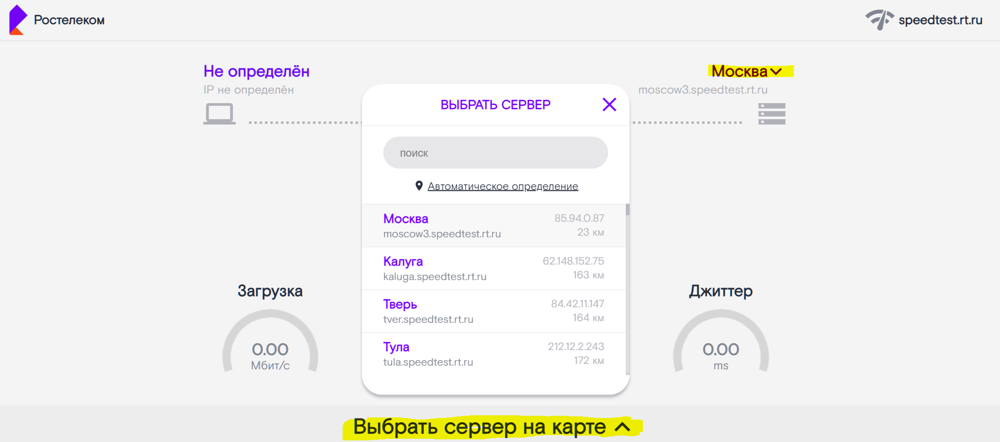 Ростелеком
speedtest.rt.ru
Не определён
IP не определён
Москва
moscow3.speedtest.rt.ru
ВЫБРАТЬ СЕРВЕР
поиск
Автоматическое определение
Москва
85.94.0.87
moscow3.speedtest.rt.ru
23 км
Калуга
62.148.152.75
kaluga.speedtest.rt.ru
163 км
Тверь
84.42.11.147
tver.speedtest.rt.ru
164 км
Тула
212.12.2.243
tula.speedtest.rt.ru
172 км
Загрузка
0.00
Мбит/с
Джиттер
0.00
ms
Выбрать сервер на карте